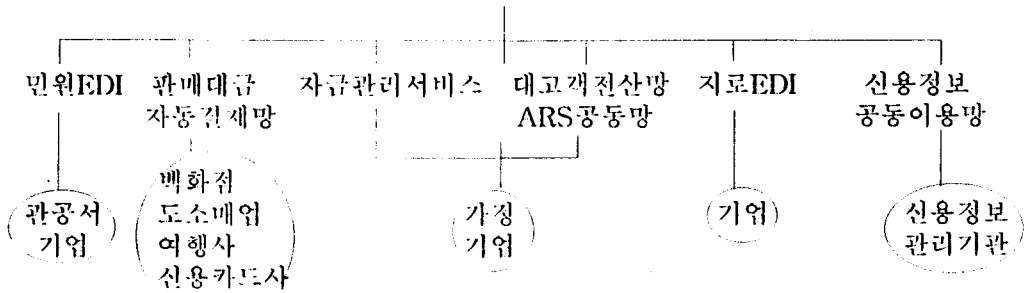 민원EDI 판매대금 자금관리서비스 대고객전산망 지로EDI 신용정보
자동결제망 ARS공동망 공동이용망
백화점
관공서 도소매업 가정 기업 신용정보
기업 여행사 기업 관리기관
신용카드사